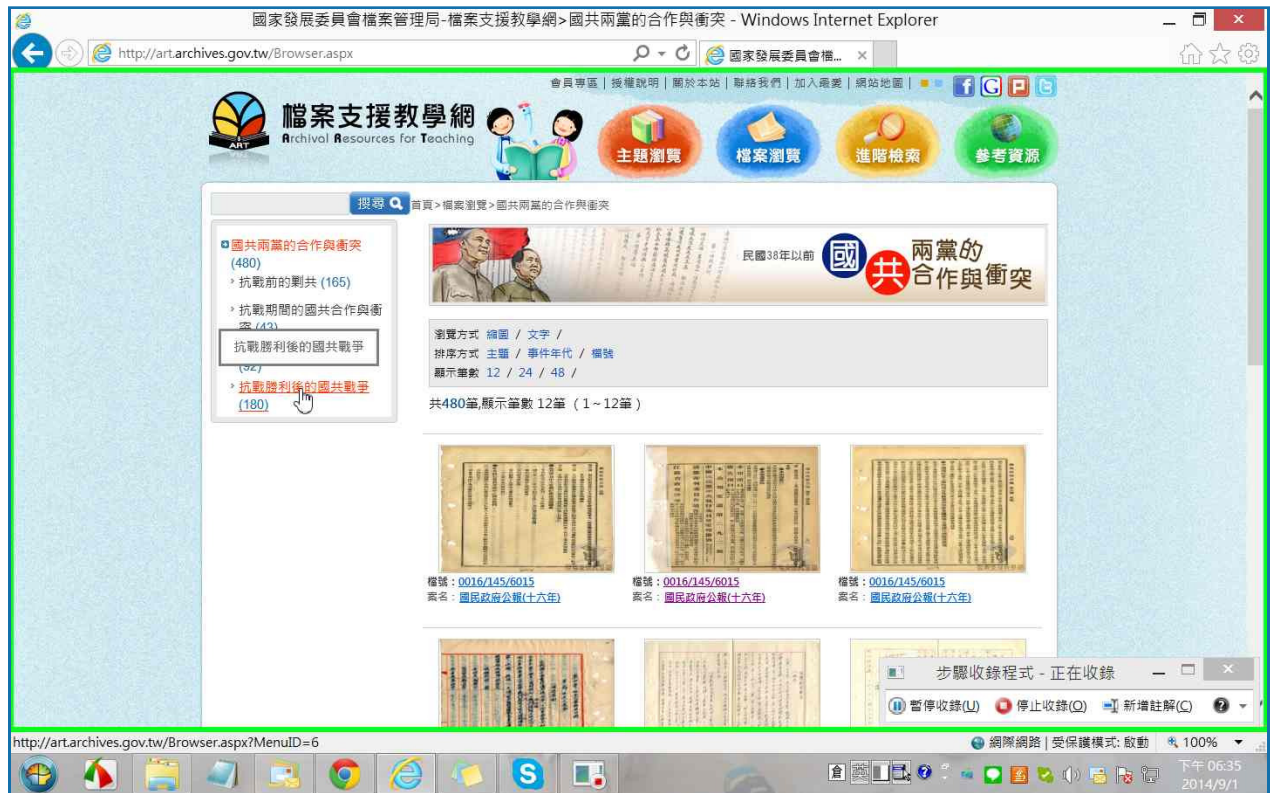 國家發展委員會檔案管理局-檔案支援教學網>國共兩黨的合作與衝突 - Windows Internet Explorer
http://art.archives.gov.tw/Browser.aspx
國家發展委員會檔...
會員專區 | 授權說明 | 關於本站 | 聯絡我們 | 加入最愛 | 網站地圖 |
檔案支援教學網
Archival Resources for Teaching
ART
主題瀏覽
檔案瀏覽
進階檢索
參考資源
搜尋
首頁>檔案瀏覽>國共兩黨的合作與衝突
國共兩黨的合作與衝突
(480)
抗戰前的剿共 (165)
抗戰期間的國共合作與衝
突 (43)
抗戰勝利後的國共戰爭
(92)
抗戰勝利後的國共戰爭
(180)
民國38年以前 國共兩黨的合作與衝突
瀏覽方式 縮圖 / 文字 /
排序方式 主題 / 事件年代 / 檔號
顯示筆數 12 / 24 / 48 /
共480筆,顯示筆數 12筆 (1~12筆)
檔號：0016/145/6015
案名：國民政府公報(十六年)
檔號：0016/145/6015
案名：國民政府公報(十六年)
檔號：0016/145/6015
案名：國民政府公報(十六年)
步驟收錄程式 - 正在收錄
暫停收錄(U) 停止收錄(O) 新增註解(C)
http://art.archives.gov.tw/Browser.aspx?MenuID=6
網際網路 | 受保護模式: 啟動
100%
下午 06:35
2014/9/1